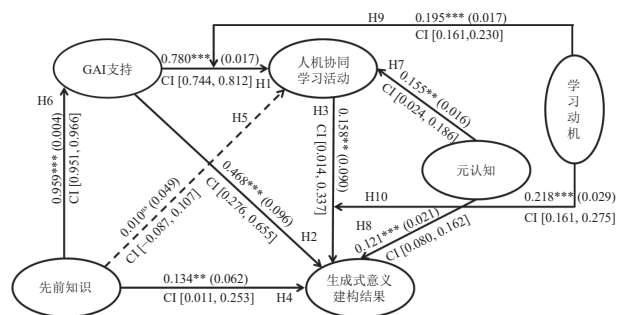 H9
0.195*** (0.017)
CI [0.161,0.230]
GAI支持
0.780*** (0.017)
CI [0.744, 0.812]
H1
人机协同
学习活动
H7
0.155** (0.016)
CI [0.024, 0.186]
学习动机
H6
0.959*** (0.004)
CI [0.951, 0.966]
H5
0.010ns (0.049)
CI [−0.087, 0.107]
H3
0.158** (0.090)
CI [0.014, 0.337]
0.468*** (0.096)
CI [0.276, 0.655]
H2
元认知
H10
0.218*** (0.029)
CI [0.161, 0.275]
H8
0.121*** (0.021)
CI [0.080, 0.162]
先前知识
0.134** (0.062)
CI [0.011, 0.253]
H4
生成式意义
建构结果